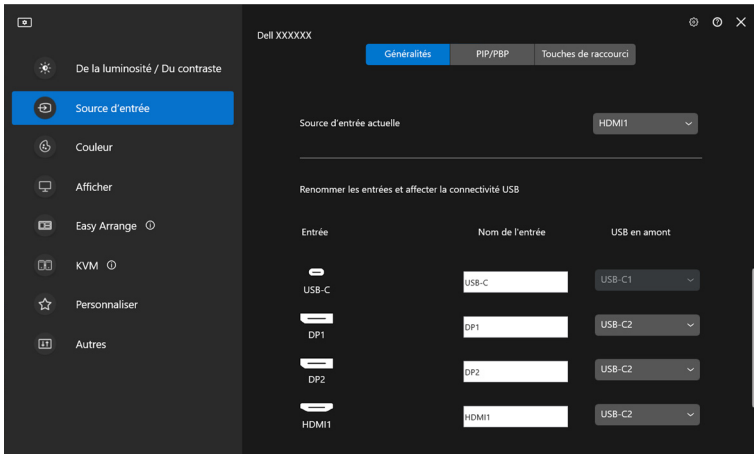 Dell XXXXXX
Généralités
PIP/PBP
Touches de raccourci
De la luminosité / Du contraste
Source d'entrée
Couleur
Afficher
Easy Arrange
KVM
Personnaliser
Autres
Source d'entrée actuelle
HDMI1
Renommer les entrées et affecter la connectivité USB
Entrée
Nom de l'entrée
USB en amont
USB-C
USB-C
USB-C1
DP1
DP1
USB-C2
DP2
DP2
USB-C2
HDMI1
HDMI1
USB-C2